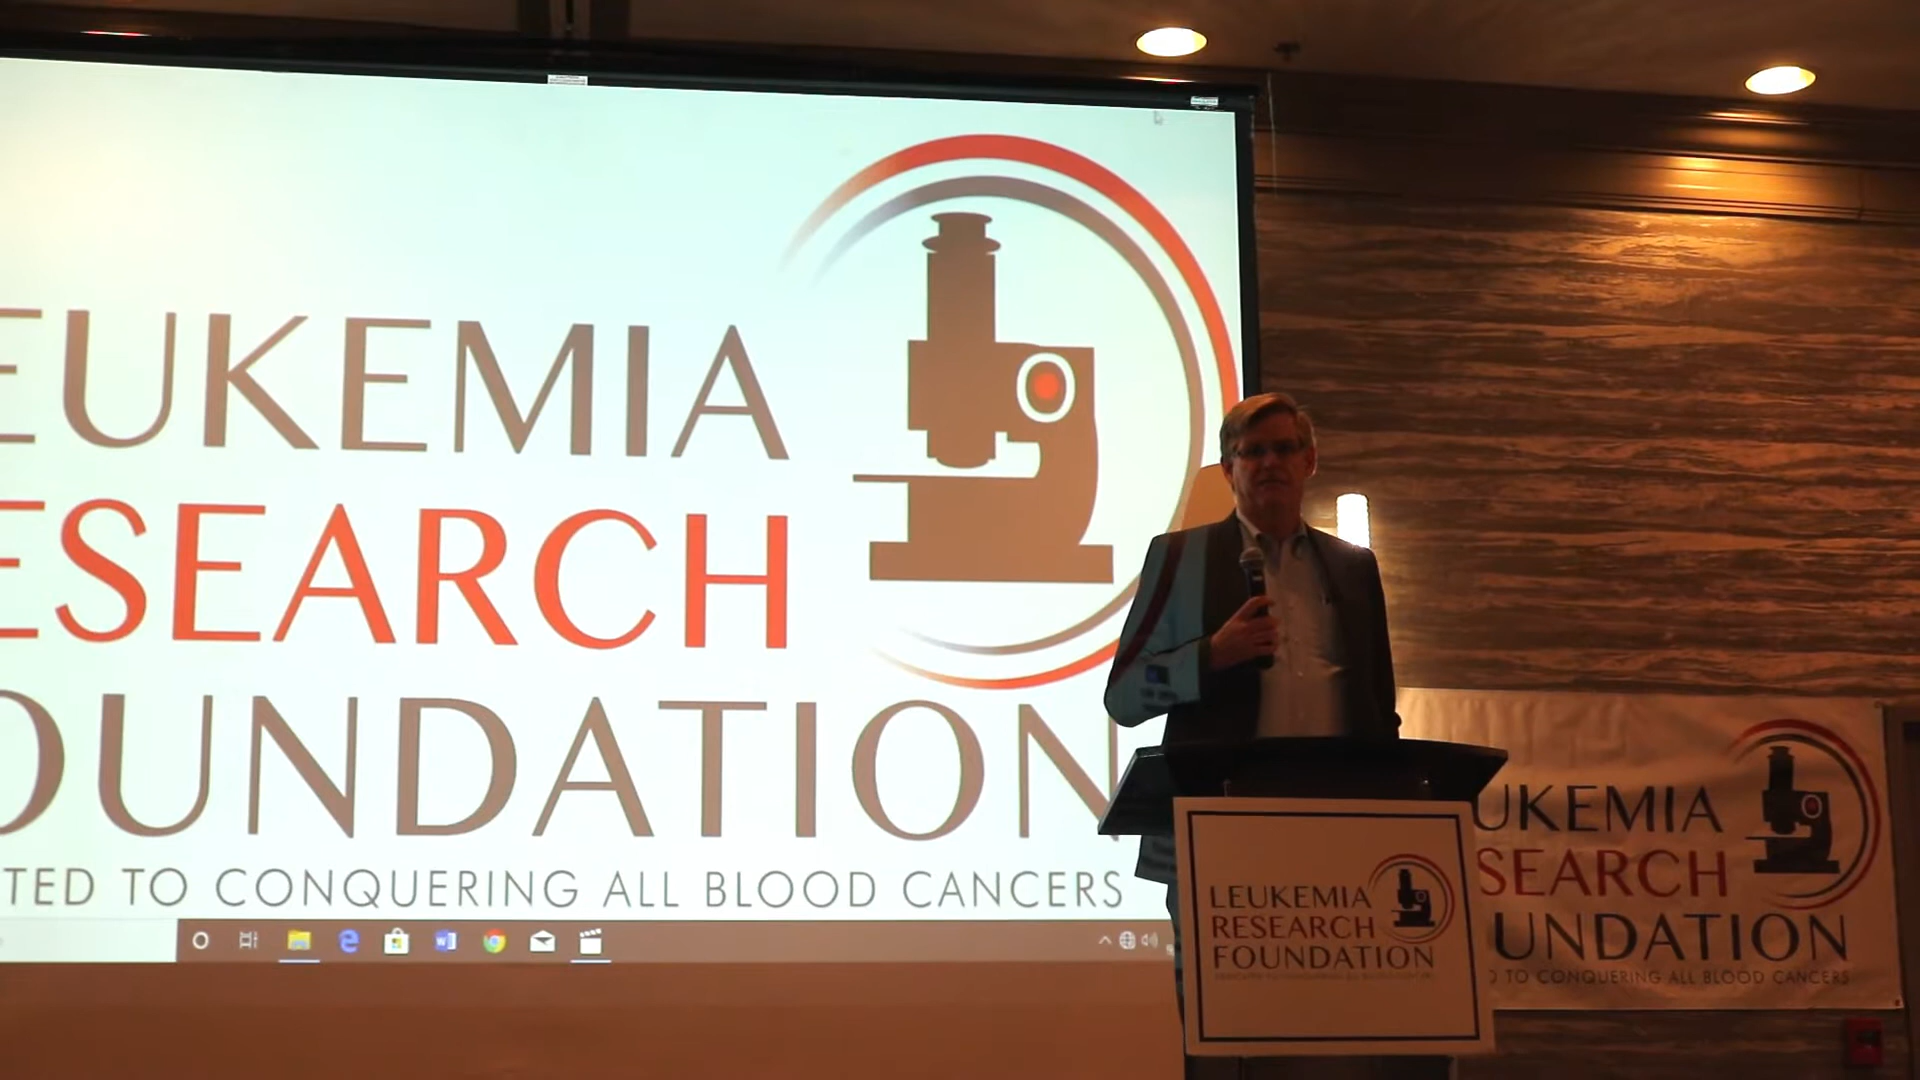 EUKEMIA
ESEARCH
OUNDATION
TED TO CONQUERING ALL BLOOD CANCERS
LEUKEMIA
RESEARCH
FOUNDATION
UKEMIA
SEARCH
UNDATION
D TO CONQUERING ALL BLOOD CANCERS